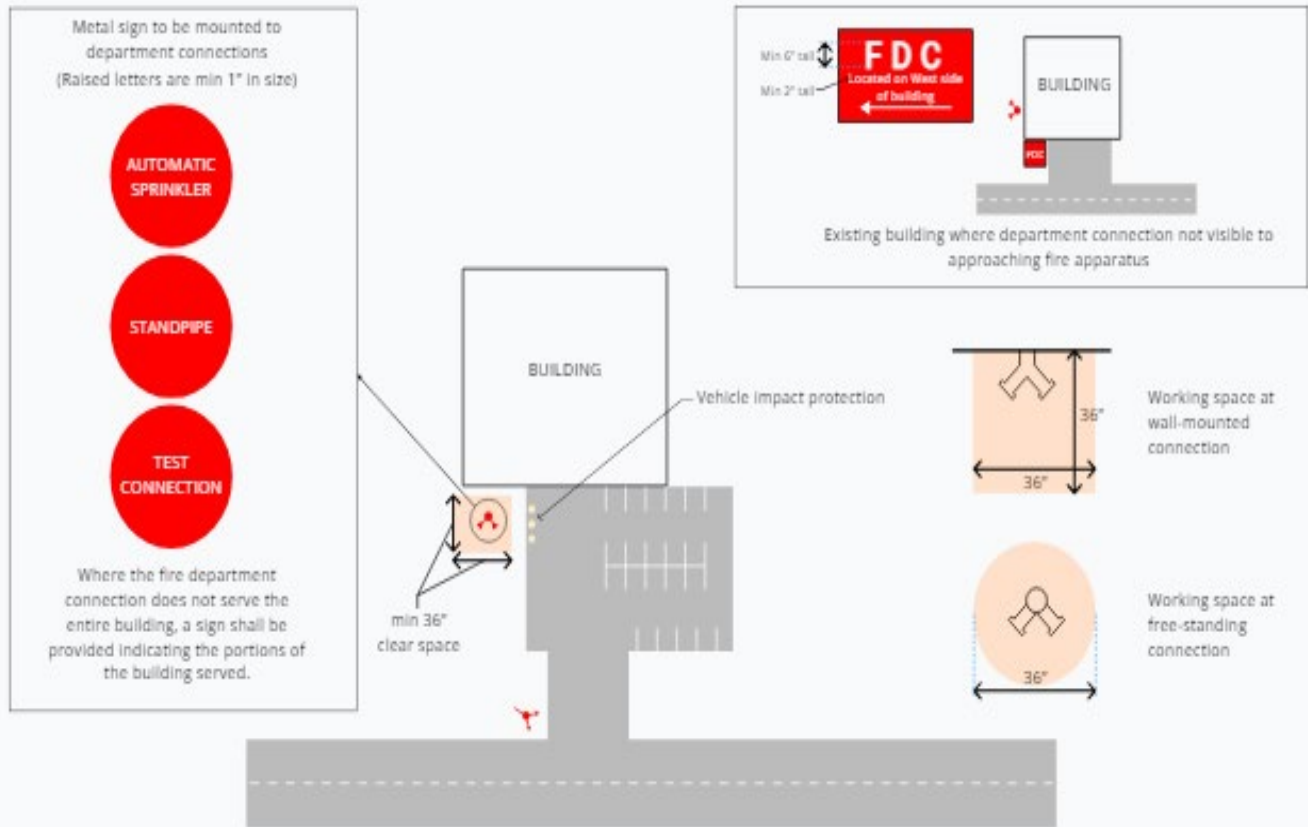 Metal sign to be mounted to
department connections
(Raised letters are min 1" in size)
AUTOMATIC
SPRINKLER
STANDPIPE
TEST
CONNECTION
Where the fire department
connection does not serve the
entire building, a sign shall be
provided indicating the portions of
the building served.
Min 6" tall
Min 2" tall
FDC
Located on West side
of building
BUILDING
FDC
Existing building where department connection not visible to
approaching fire apparatus
BUILDING
Vehicle impact protection
min 36"
clear space
36"
36"
Working space at
wall-mounted
connection
36"
Working space at
free-standing
connection